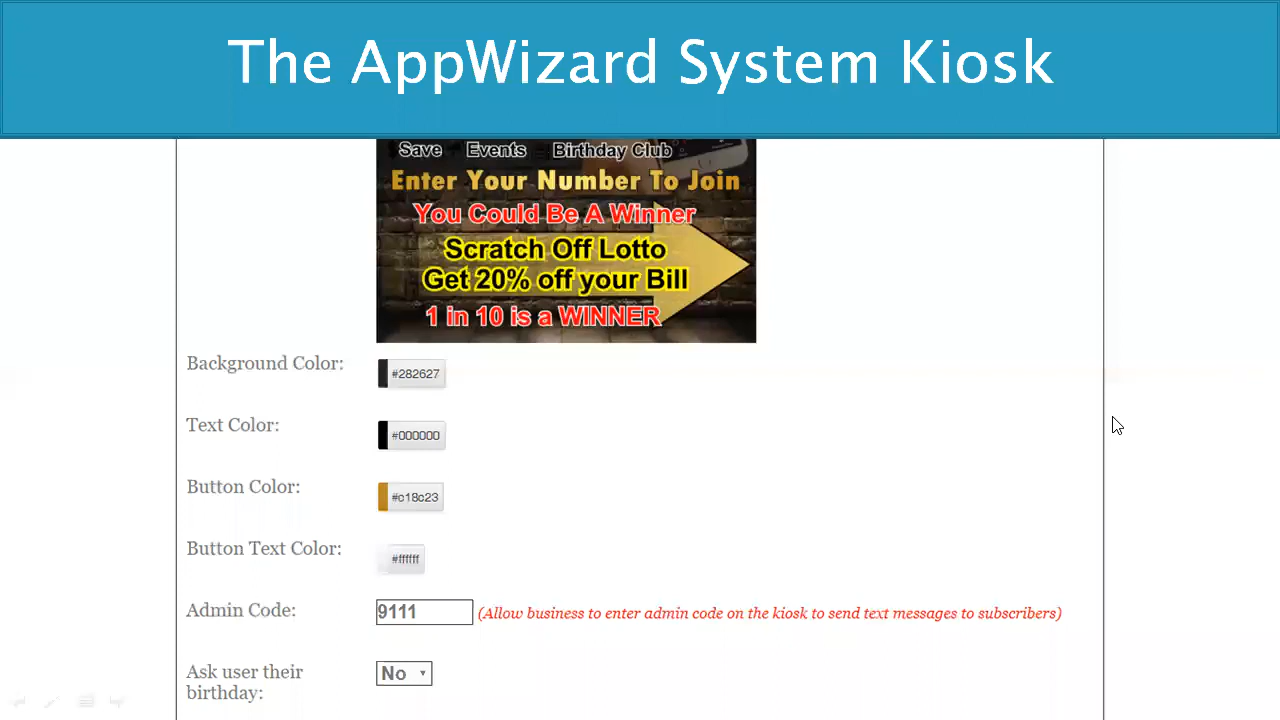 The AppWizard System Kiosk
Save Events Birthday Club
Enter Your Number To Join
You Could Be A Winner
Scratch Off Lotto
Get 20% off your Bill
1 in 10 is a WINNER
Background Color: #282627
Text Color: #000000
Button Color: #c18c23
Button Text Color: #ffffff
Admin Code: 9111 (Allow business to enter admin code on the kiosk to send text messages to subscribers)
Ask user their No
birthday: